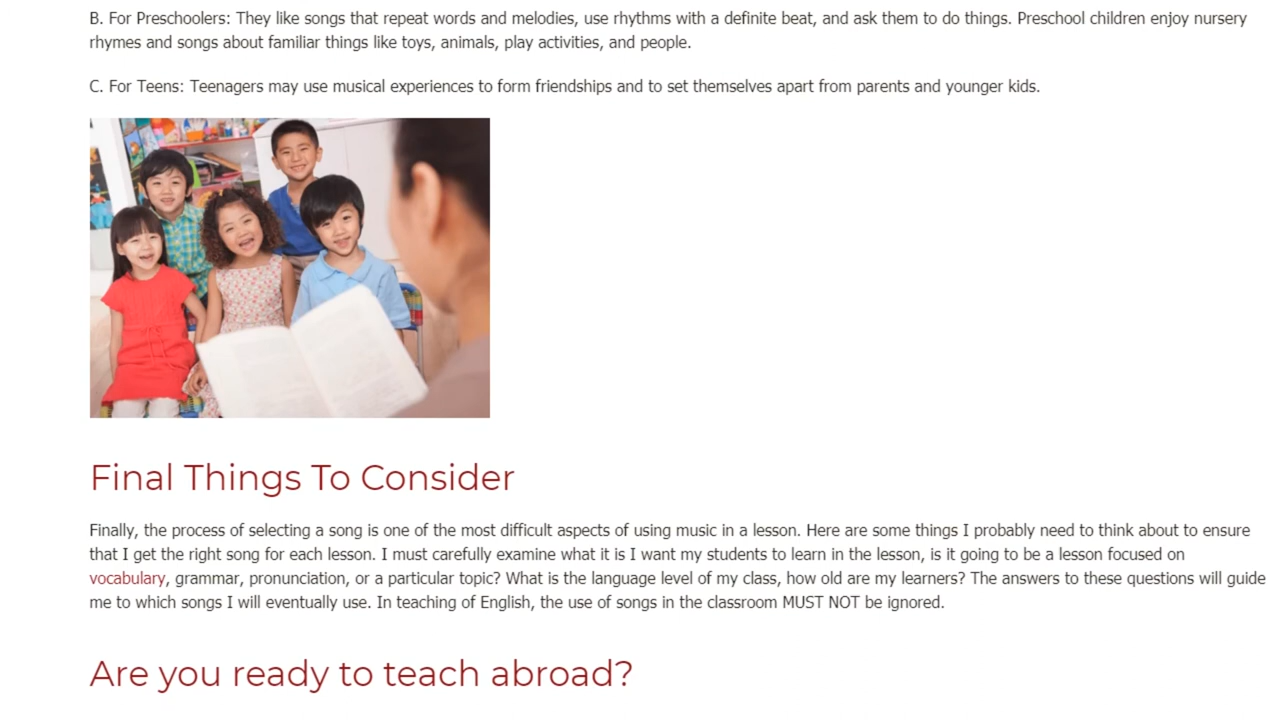 B. For Preschoolers: They like songs that repeat words and melodies, use rhythms with a definite beat, and ask them to do things. Preschool children enjoy nursery
rhymes and songs about familiar things like toys, animals, play activities, and people.
C. For Teens: Teenagers may use musical experiences to form friendships and to set themselves apart from parents and younger kids.
Final Things To Consider
Finally, the process of selecting a song is one of the most difficult aspects of using music in a lesson. Here are some things I probably need to think about to ensure
that I get the right song for each lesson. I must carefully examine what it is I want my students to learn in the lesson, is it going to be a lesson focused on
vocabulary, grammar, pronunciation, or a particular topic? What is the language level of my class, how old are my learners? The answers to these questions will guide
me to which songs I will eventually use. In teaching of English, the use of songs in the classroom MUST NOT be ignored.
Are you ready to teach abroad?